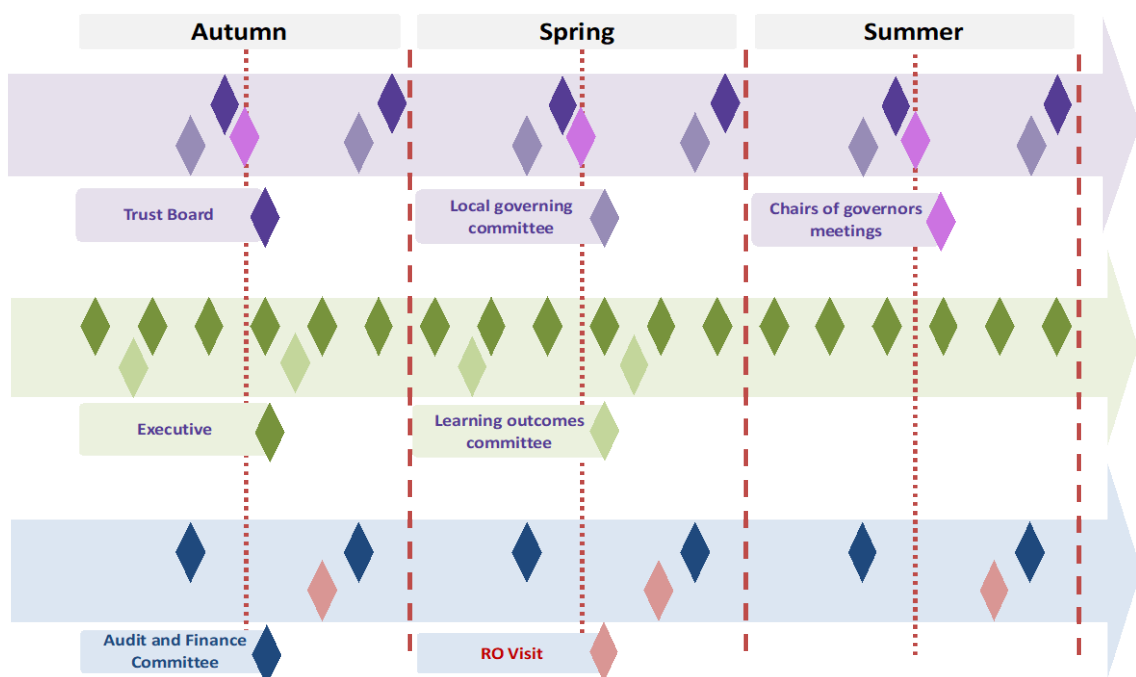 Autumn
Spring
Summer
Trust Board
Local governing
committee
Chairs of governors
meetings
Executive
Learning outcomes
committee
Audit and Finance
Committee
RO Visit